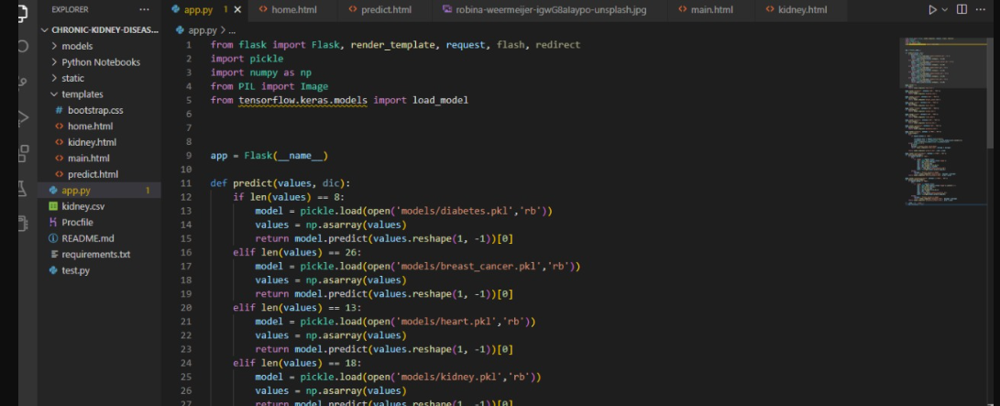 EXPLORER ...
CHRONIC-KIDNEY-DISEAS...
models
Python Notebooks
static
templates
bootstrap.css
home.html
kidney.html
main.html
predict.html
app.py 1
kidney.csv
Procfile
README.md
requirements.txt
test.py
app.py 1 home.html predict.html robina-weermeijer-igwG8aIaypo-unsplash.jpg main.html kidney.html
app.py > ...
1 from flask import Flask, render_template, request, flash, redirect
2 import pickle
3 import numpy as np
4 from PIL import Image
5 from tensorflow.keras.models import load_model
6
7
8
9 app = Flask(__name__)
10
11 def predict(values, dic):
12 if len(values) == 8:
13 model = pickle.load(open('models/diabetes.pkl','rb'))
14 values = np.asarray(values)
15 return model.predict(values.reshape(1, -1))[0]
16 elif len(values) == 26:
17 model = pickle.load(open('models/breast_cancer.pkl','rb'))
18 values = np.asarray(values)
19 return model.predict(values.reshape(1, -1))[0]
20 elif len(values) == 13:
21 model = pickle.load(open('models/heart.pkl','rb'))
22 values = np.asarray(values)
23 return model.predict(values.reshape(1, -1))[0]
24 elif len(values) == 18:
25 model = pickle.load(open('models/kidney.pkl','rb'))
26 values = np.asarray(values)
27 return model.predict(values.reshape(1, -1))[0]